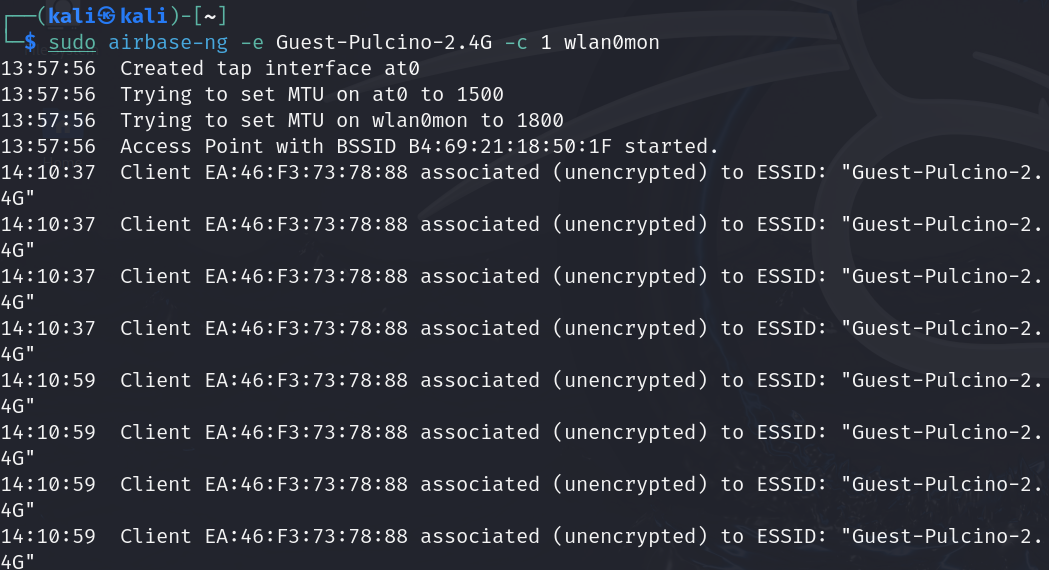 ┌──(kali㉿kali)-[~]
└─$ sudo airbase-ng -e Guest-Pulcino-2.4G -c 1 wlan0mon
13:57:56  Created tap interface at0
13:57:56  Trying to set MTU on at0 to 1500
13:57:56  Trying to set MTU on wlan0mon to 1800
13:57:56  Access Point with BSSID B4:69:21:18:50:1F started.
14:10:37  Client EA:46:F3:73:78:88 associated (unencrypted) to ESSID: "Guest-Pulcino-2.
4G"
14:10:37  Client EA:46:F3:73:78:88 associated (unencrypted) to ESSID: "Guest-Pulcino-2.
4G"
14:10:37  Client EA:46:F3:73:78:88 associated (unencrypted) to ESSID: "Guest-Pulcino-2.
4G"
14:10:37  Client EA:46:F3:73:78:88 associated (unencrypted) to ESSID: "Guest-Pulcino-2.
4G"
14:10:59  Client EA:46:F3:73:78:88 associated (unencrypted) to ESSID: "Guest-Pulcino-2.
4G"
14:10:59  Client EA:46:F3:73:78:88 associated (unencrypted) to ESSID: "Guest-Pulcino-2.
4G"
14:10:59  Client EA:46:F3:73:78:88 associated (unencrypted) to ESSID: "Guest-Pulcino-2.
4G"
14:10:59  Client EA:46:F3:73:78:88 associated (unencrypted) to ESSID: "Guest-Pulcino-2.
4G"